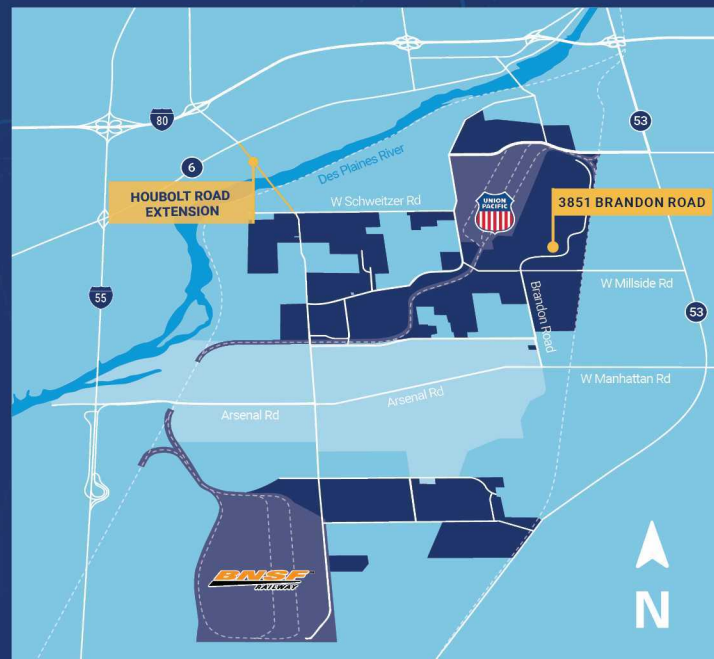 53
80
6
Des Plaines River
HOUBOLT ROAD
EXTENSION
W Schweitzer Rd
UNION
PACIFIC
3851 BRANDON ROAD
55
W Millside Rd
Brandon Road
53
W Manhattan Rd
Arsenal Rd
Arsenal Rd
BNSF
RAILWAY
N